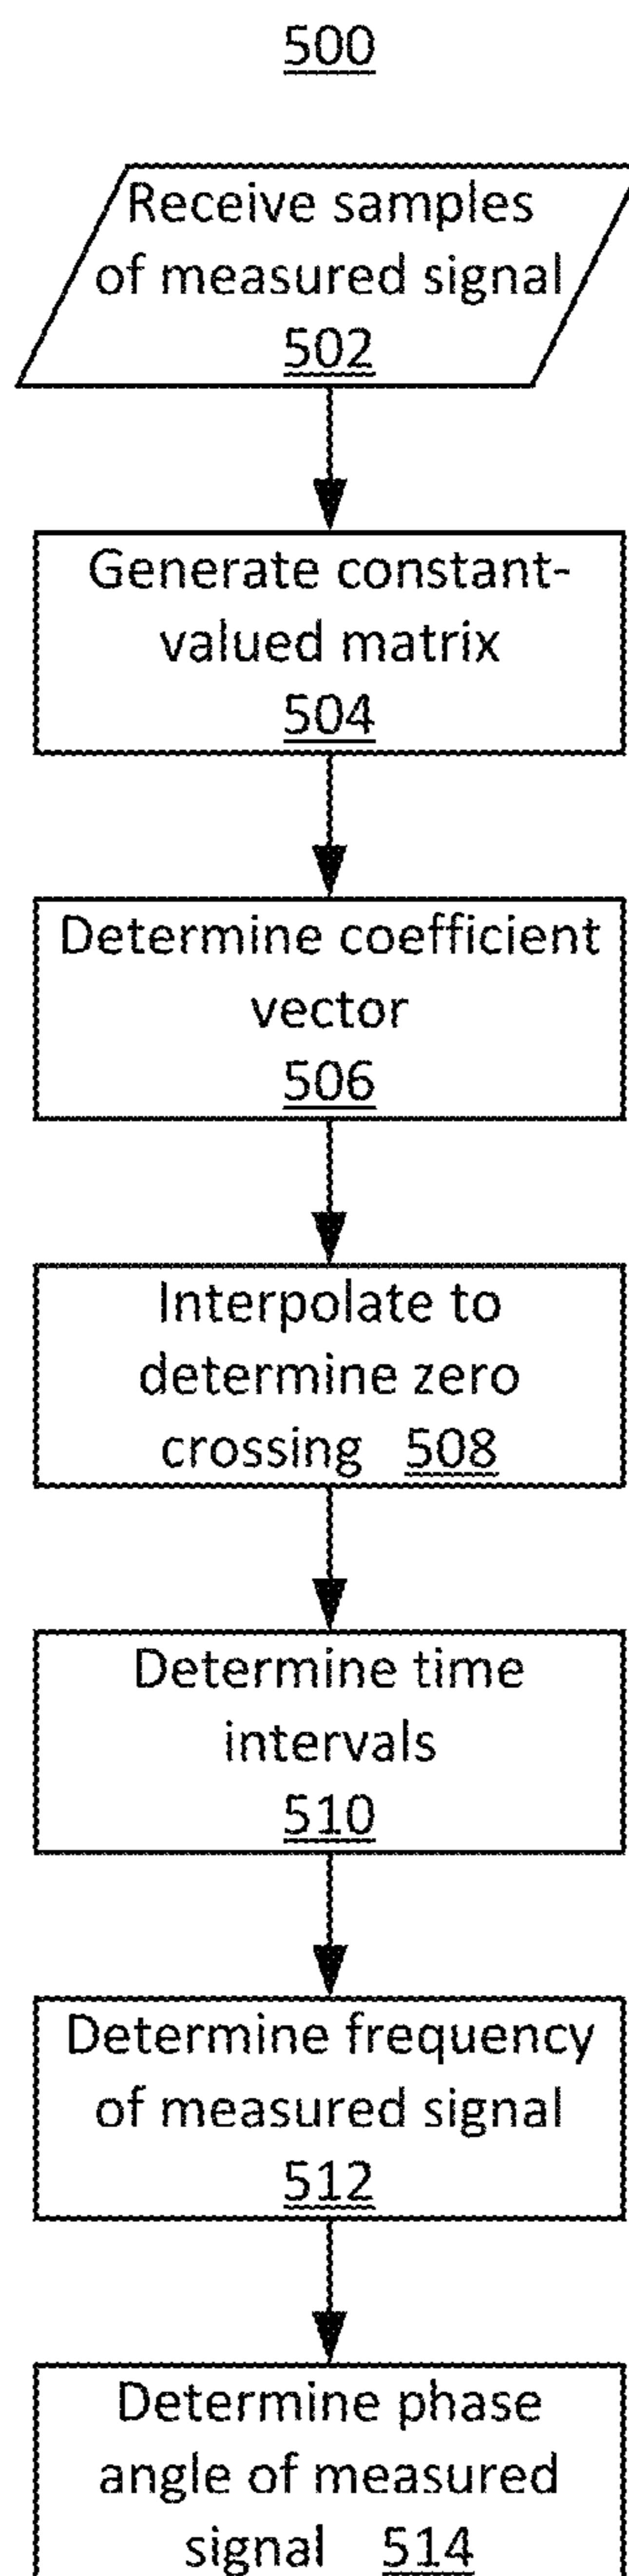 500
Receive samples
of measured signal
502
Generate constant-
valued matrix
504
Determine coefficient
vector
506
Interpolate to
determine zero
crossing 508
Determine time
intervals
510
Determine frequency
of measured signal
512
Determine phase
angle of measured
signal 514